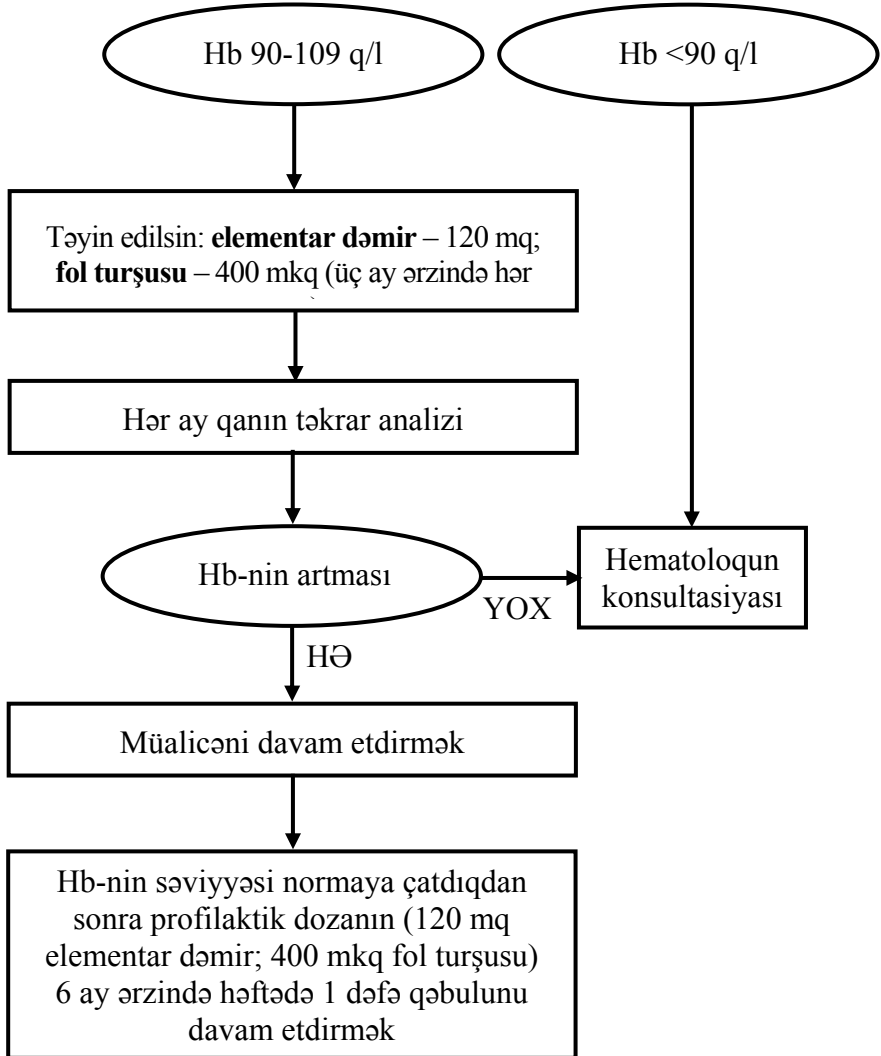 Hb 90-109 q/l
Hb <90 q/l
Təyin edilsin: elementar dəmir – 120 mq;
fol turşusu – 400 mkq (üç ay ərzində hər
Hər ay qanın təkrar analizi
Hb-nin artması
YOX
Hematoloqun
konsultasiyası
HƏ
Müalicəni davam etdirmək
Hb-nin səviyyəsi normaya çatdıqdan
sonra profilaktik dozanın (120 mq
elementar dəmir; 400 mkq fol turşusu)
6 ay ərzində həftədə 1 dəfə qəbulunu
davam etdirmək